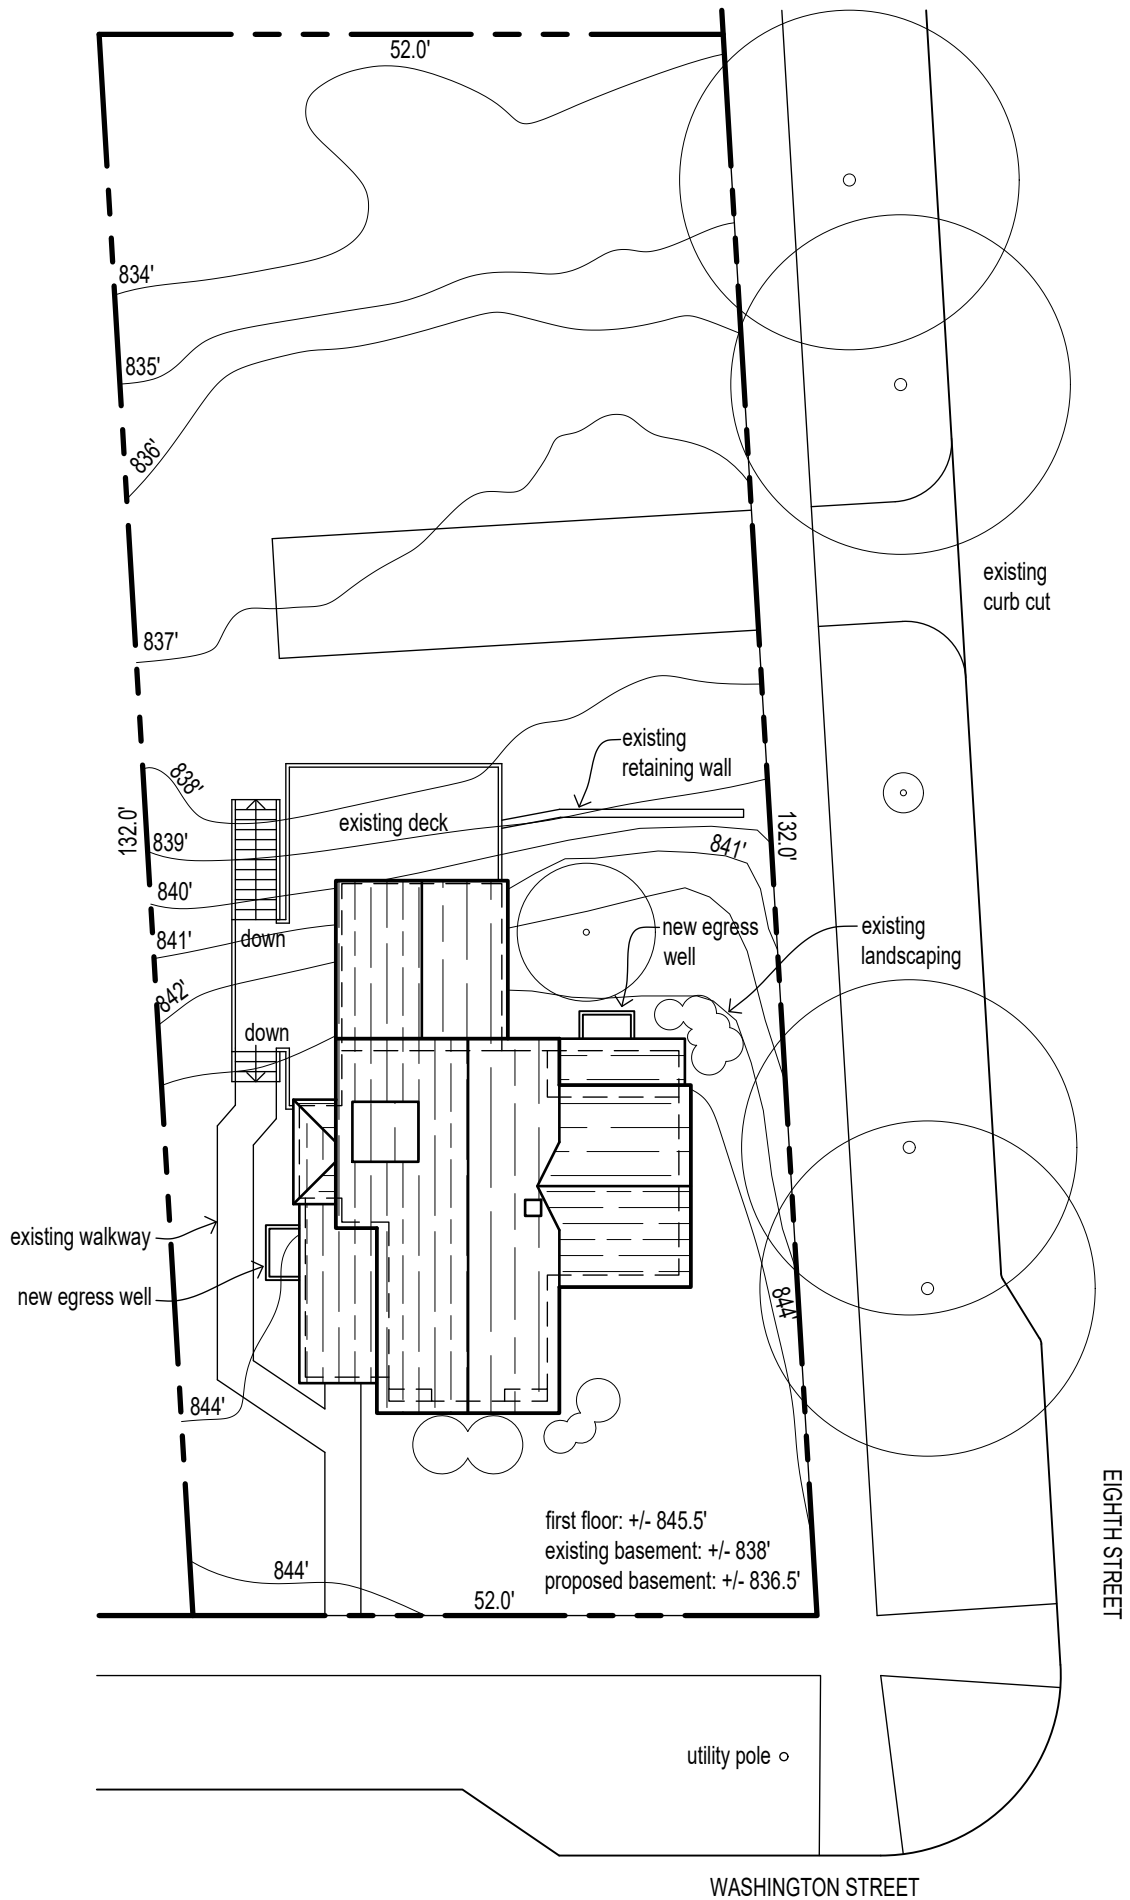 52.0'
834'
835'
836'
existing
curb cut
837'
838'
existing
retaining wall
132.0'
839'
existing deck
132.0'
841'
840'
841'
down
new egress
well
existing
landscaping
842'
down
existing walkway
new egress well
844'
844'
EIGHTH STREET
first floor: +/- 845.5'
existing basement: +/- 838'
proposed basement: +/- 836.5'
844'
52.0'
utility pole
WASHINGTON STREET